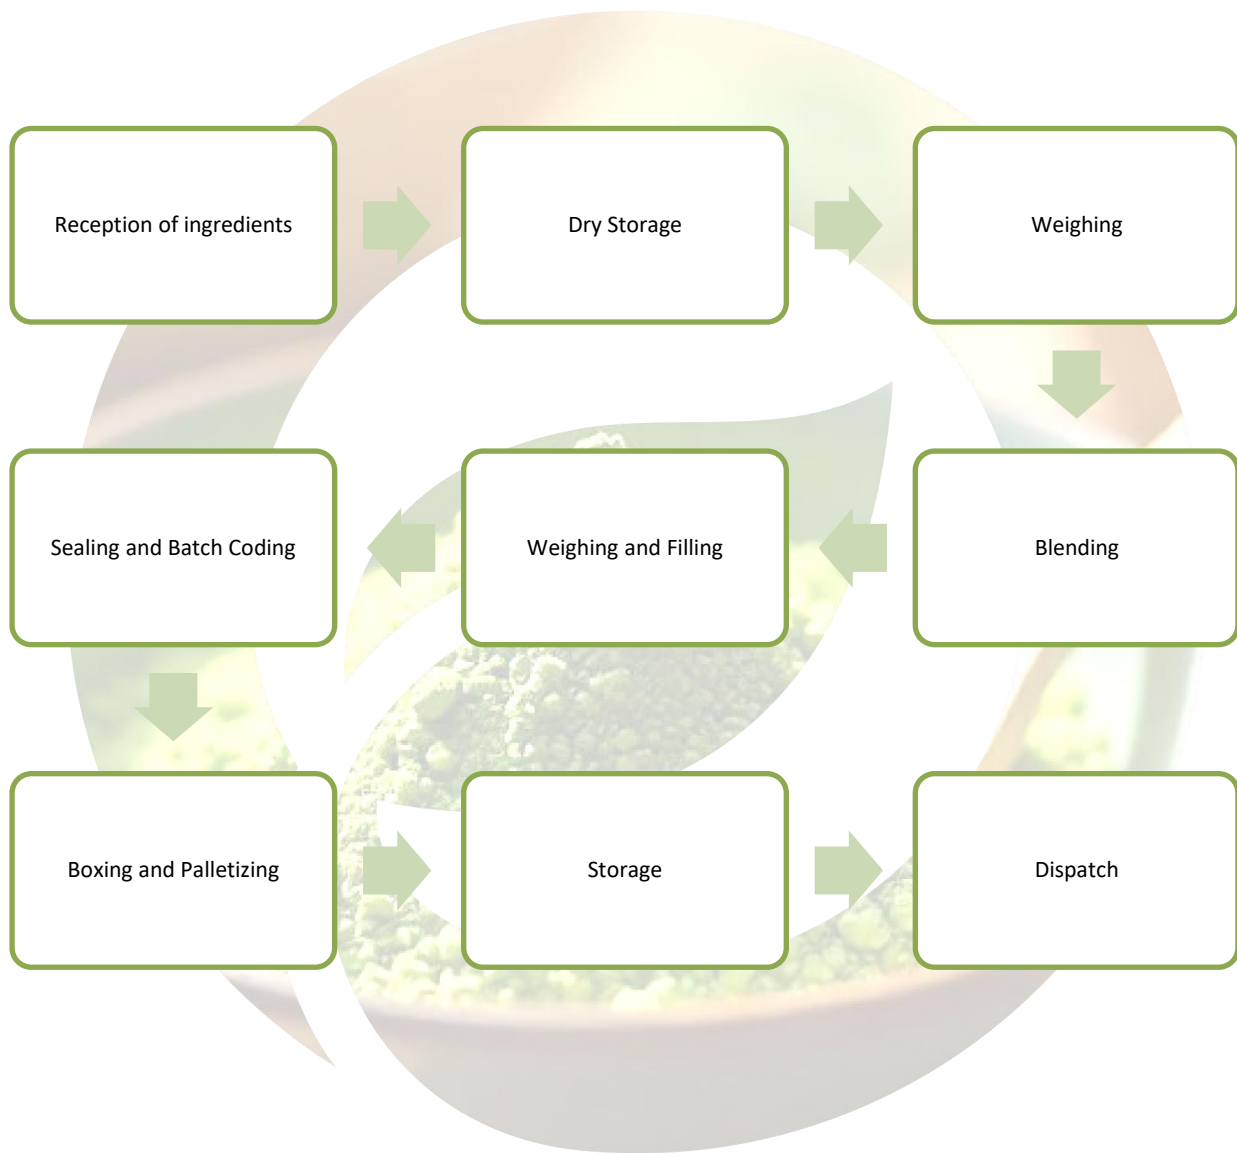 Reception of ingredients
Dry Storage
Weighing
Blending
Weighing and Filling
Sealing and Batch Coding
Boxing and Palletizing
Storage
Dispatch